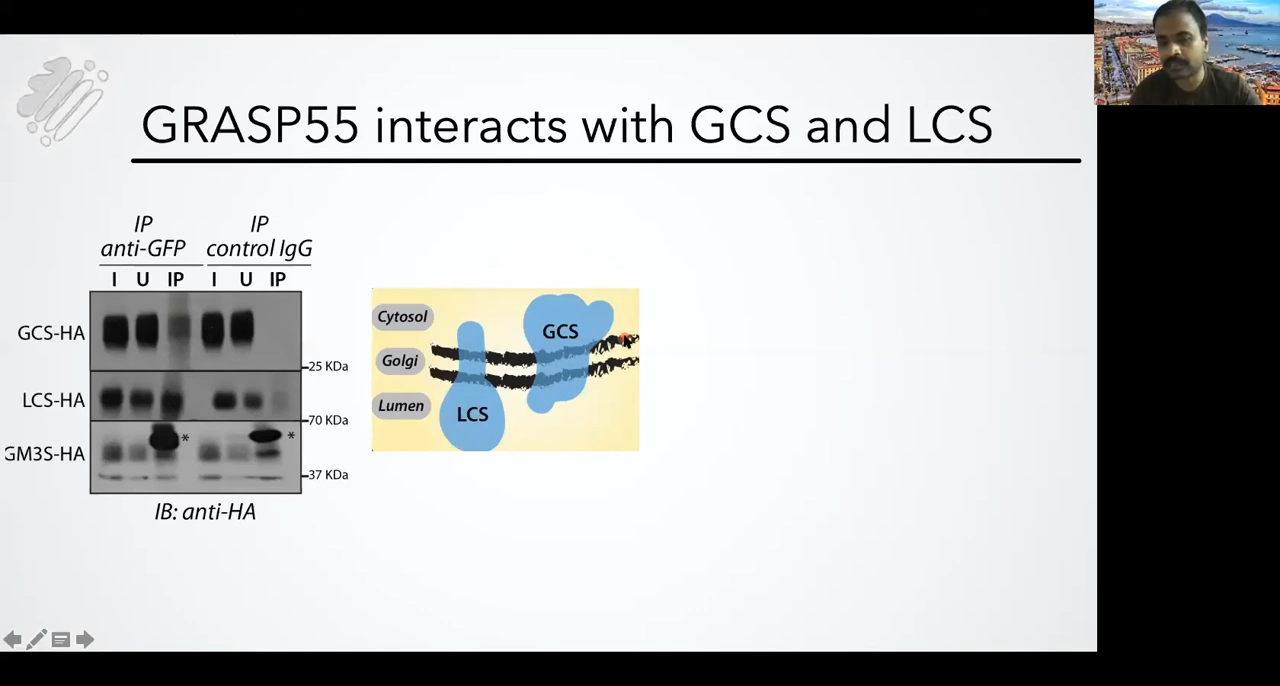 GRASP55 interacts with GCS and LCS
IP
anti-GFP
IP
control IgG
I U IP I U IP
GCS-HA
25 KDa
LCS-HA
70 KDa
GM3S-HA
* *
37 KDa
IB: anti-HA
Cytosol
GCS
Golgi
Lumen
LCS